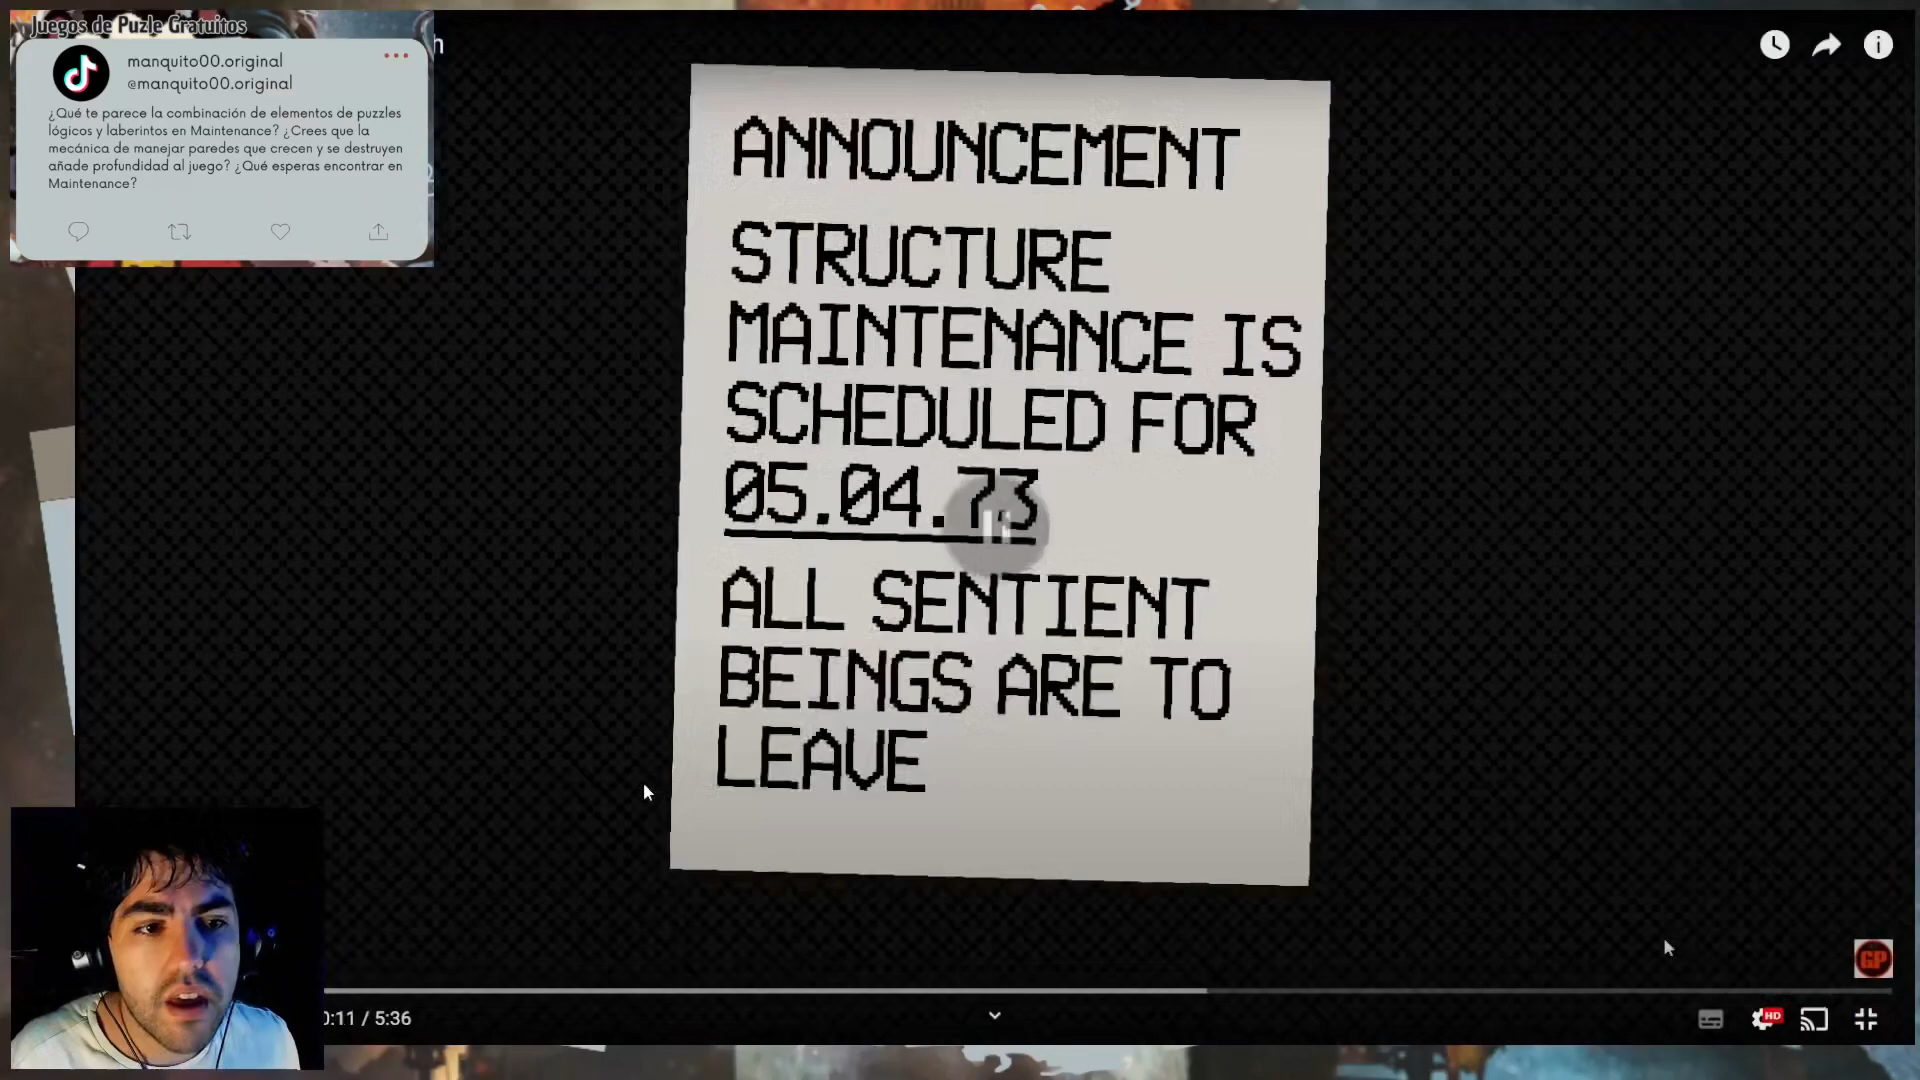 Juegos de Puzle Gratuitos
manquito00.original
@manquito00.original
¿Qué te parece la combinación de elementos de puzzles
lógicos y laberintos en Maintenance? ¿Crees que la
mecánica de manejar paredes que crecen y se destruyen
añade profundidad al juego? ¿Qué esperas encontrar en
Maintenance?
h
ANNOUNCEMENT
STRUCTURE
MAINTENANCE IS
SCHEDULED FOR
05.04.73
ALL SENTIENT
BEINGS ARE TO
LEAVE
GP
0:11 / 5:36
HD